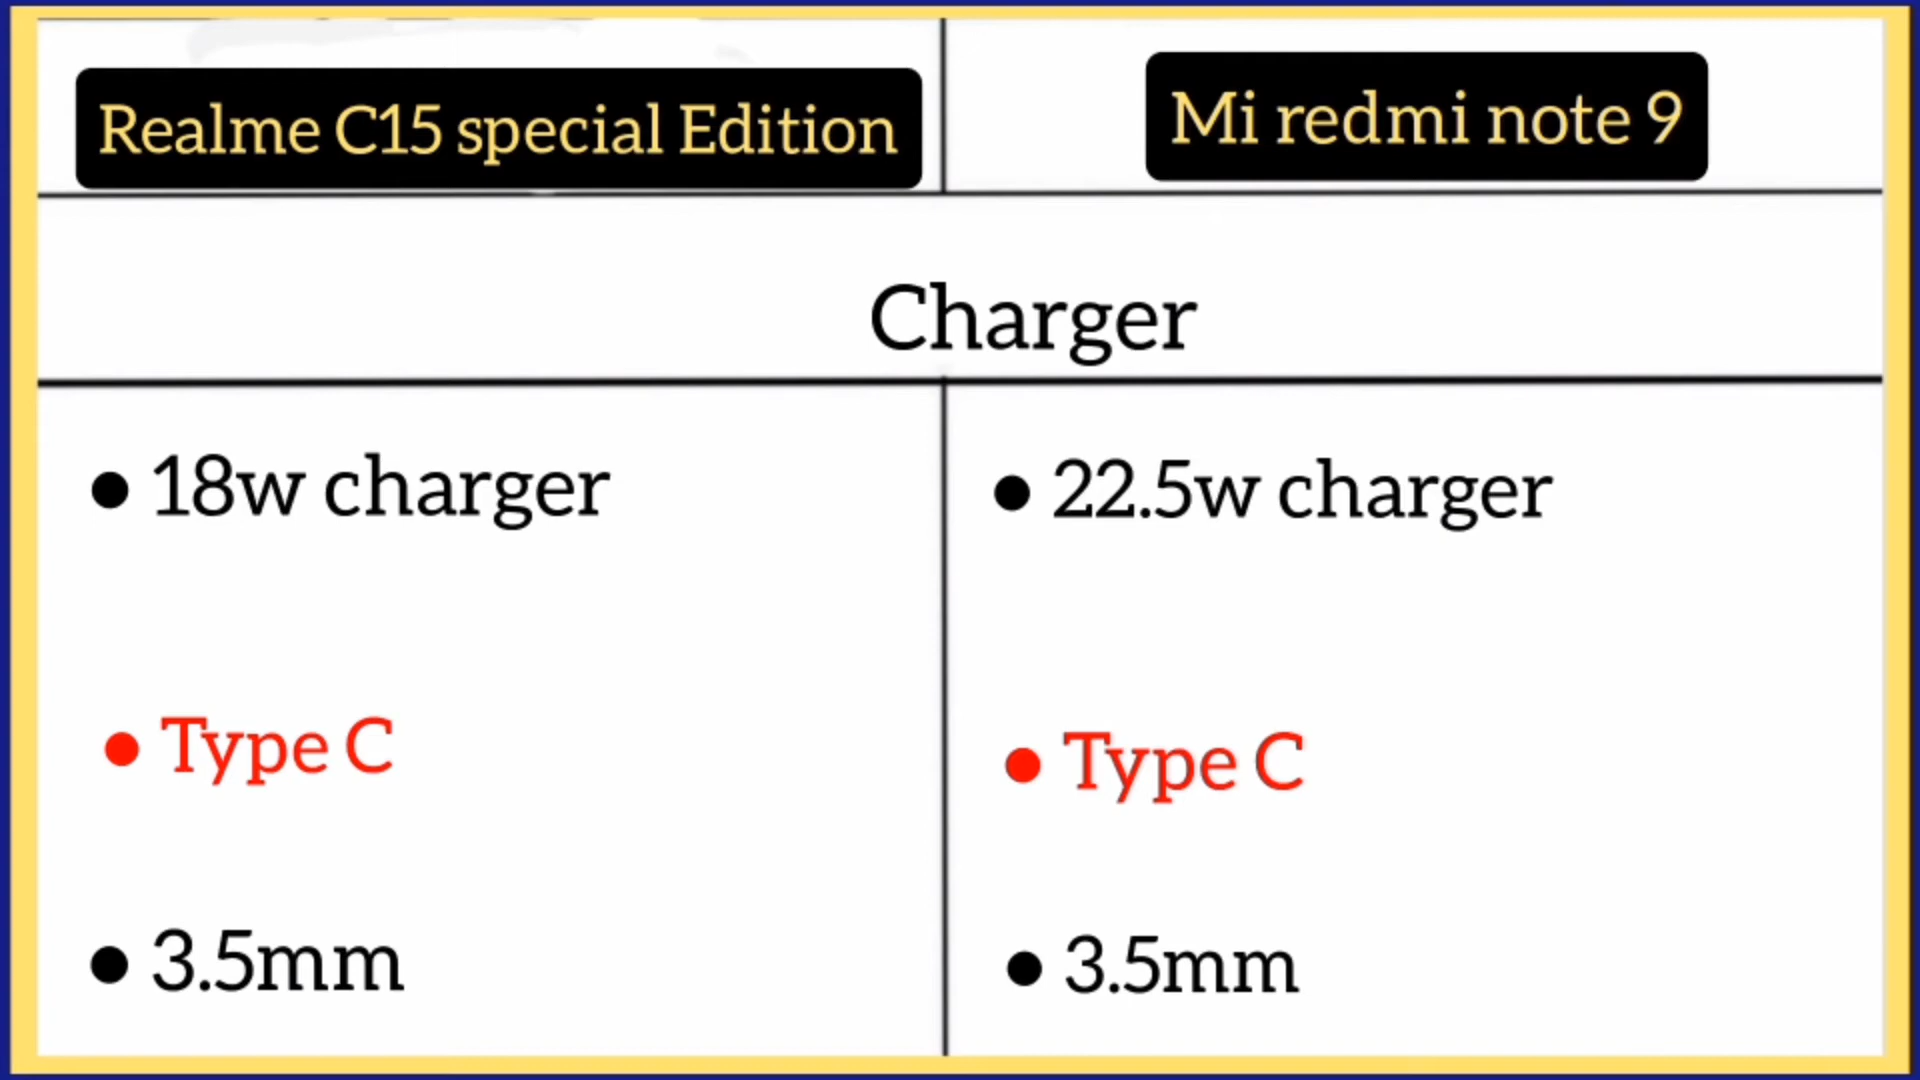 Realme C15 special Edition
Mi redmi note 9
Charger
• 18w charger
• 22.5w charger
• Type C
• Type C
• 3.5mm
• 3.5mm